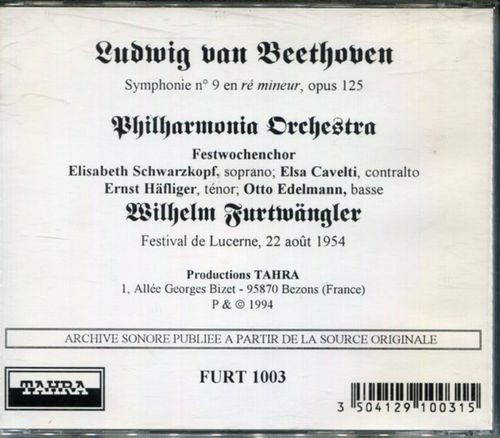 Ludwig van Beethoven
Symphonie n° 9 en ré mineur, opus 125
Philharmonia Orchestra
Festwochenchor
Elisabeth Schwarzkopf, soprano; Elsa Cavelti, contralto
Ernst Häfliger, ténor; Otto Edelmann, basse
Wilhelm Furtwängler
Festival de Lucerne, 22 août 1954
Productions TAHRA
1, Allée Georges Bizet - 95870 Bezons (France)
P & © 1994
ARCHIVE SONORE PUBLIEE A PARTIR DE LA SOURCE ORIGINALE
TAHRA
FURT 1003
3 504129 100315